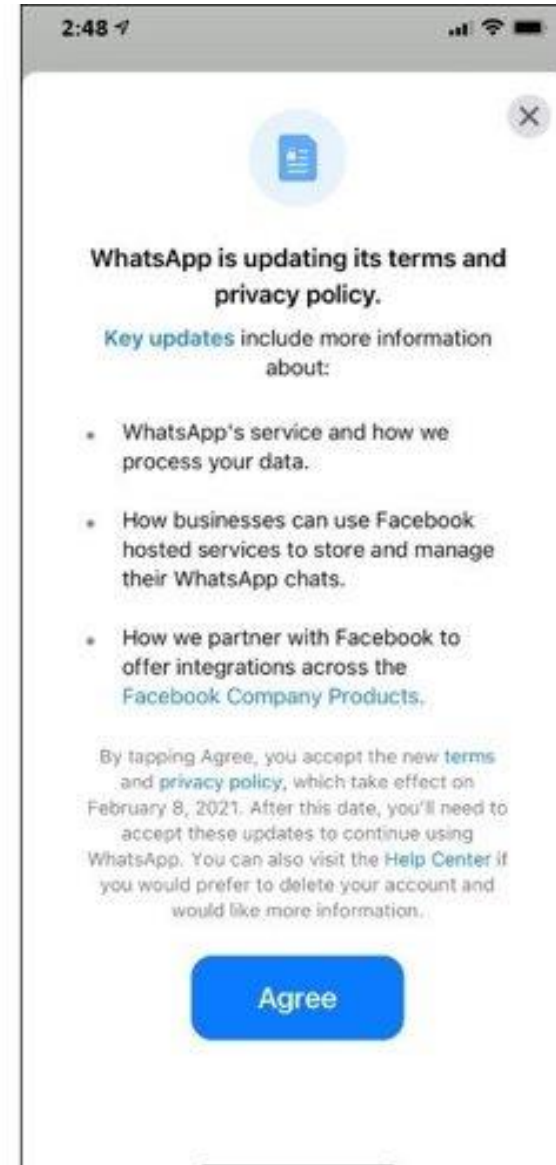 2:48
WhatsApp is updating its terms and
privacy policy.
Key updates include more information
about:
• WhatsApp's service and how we
process your data.
• How businesses can use Facebook
hosted services to store and manage
their WhatsApp chats.
• How we partner with Facebook to
offer integrations across the
Facebook Company Products.
By tapping Agree, you accept the new terms
and privacy policy, which take effect on
February 8, 2021. After this date, you'll need to
accept these updates to continue using
WhatsApp. You can also visit the Help Center if
you would prefer to delete your account and
would like more information.
Agree